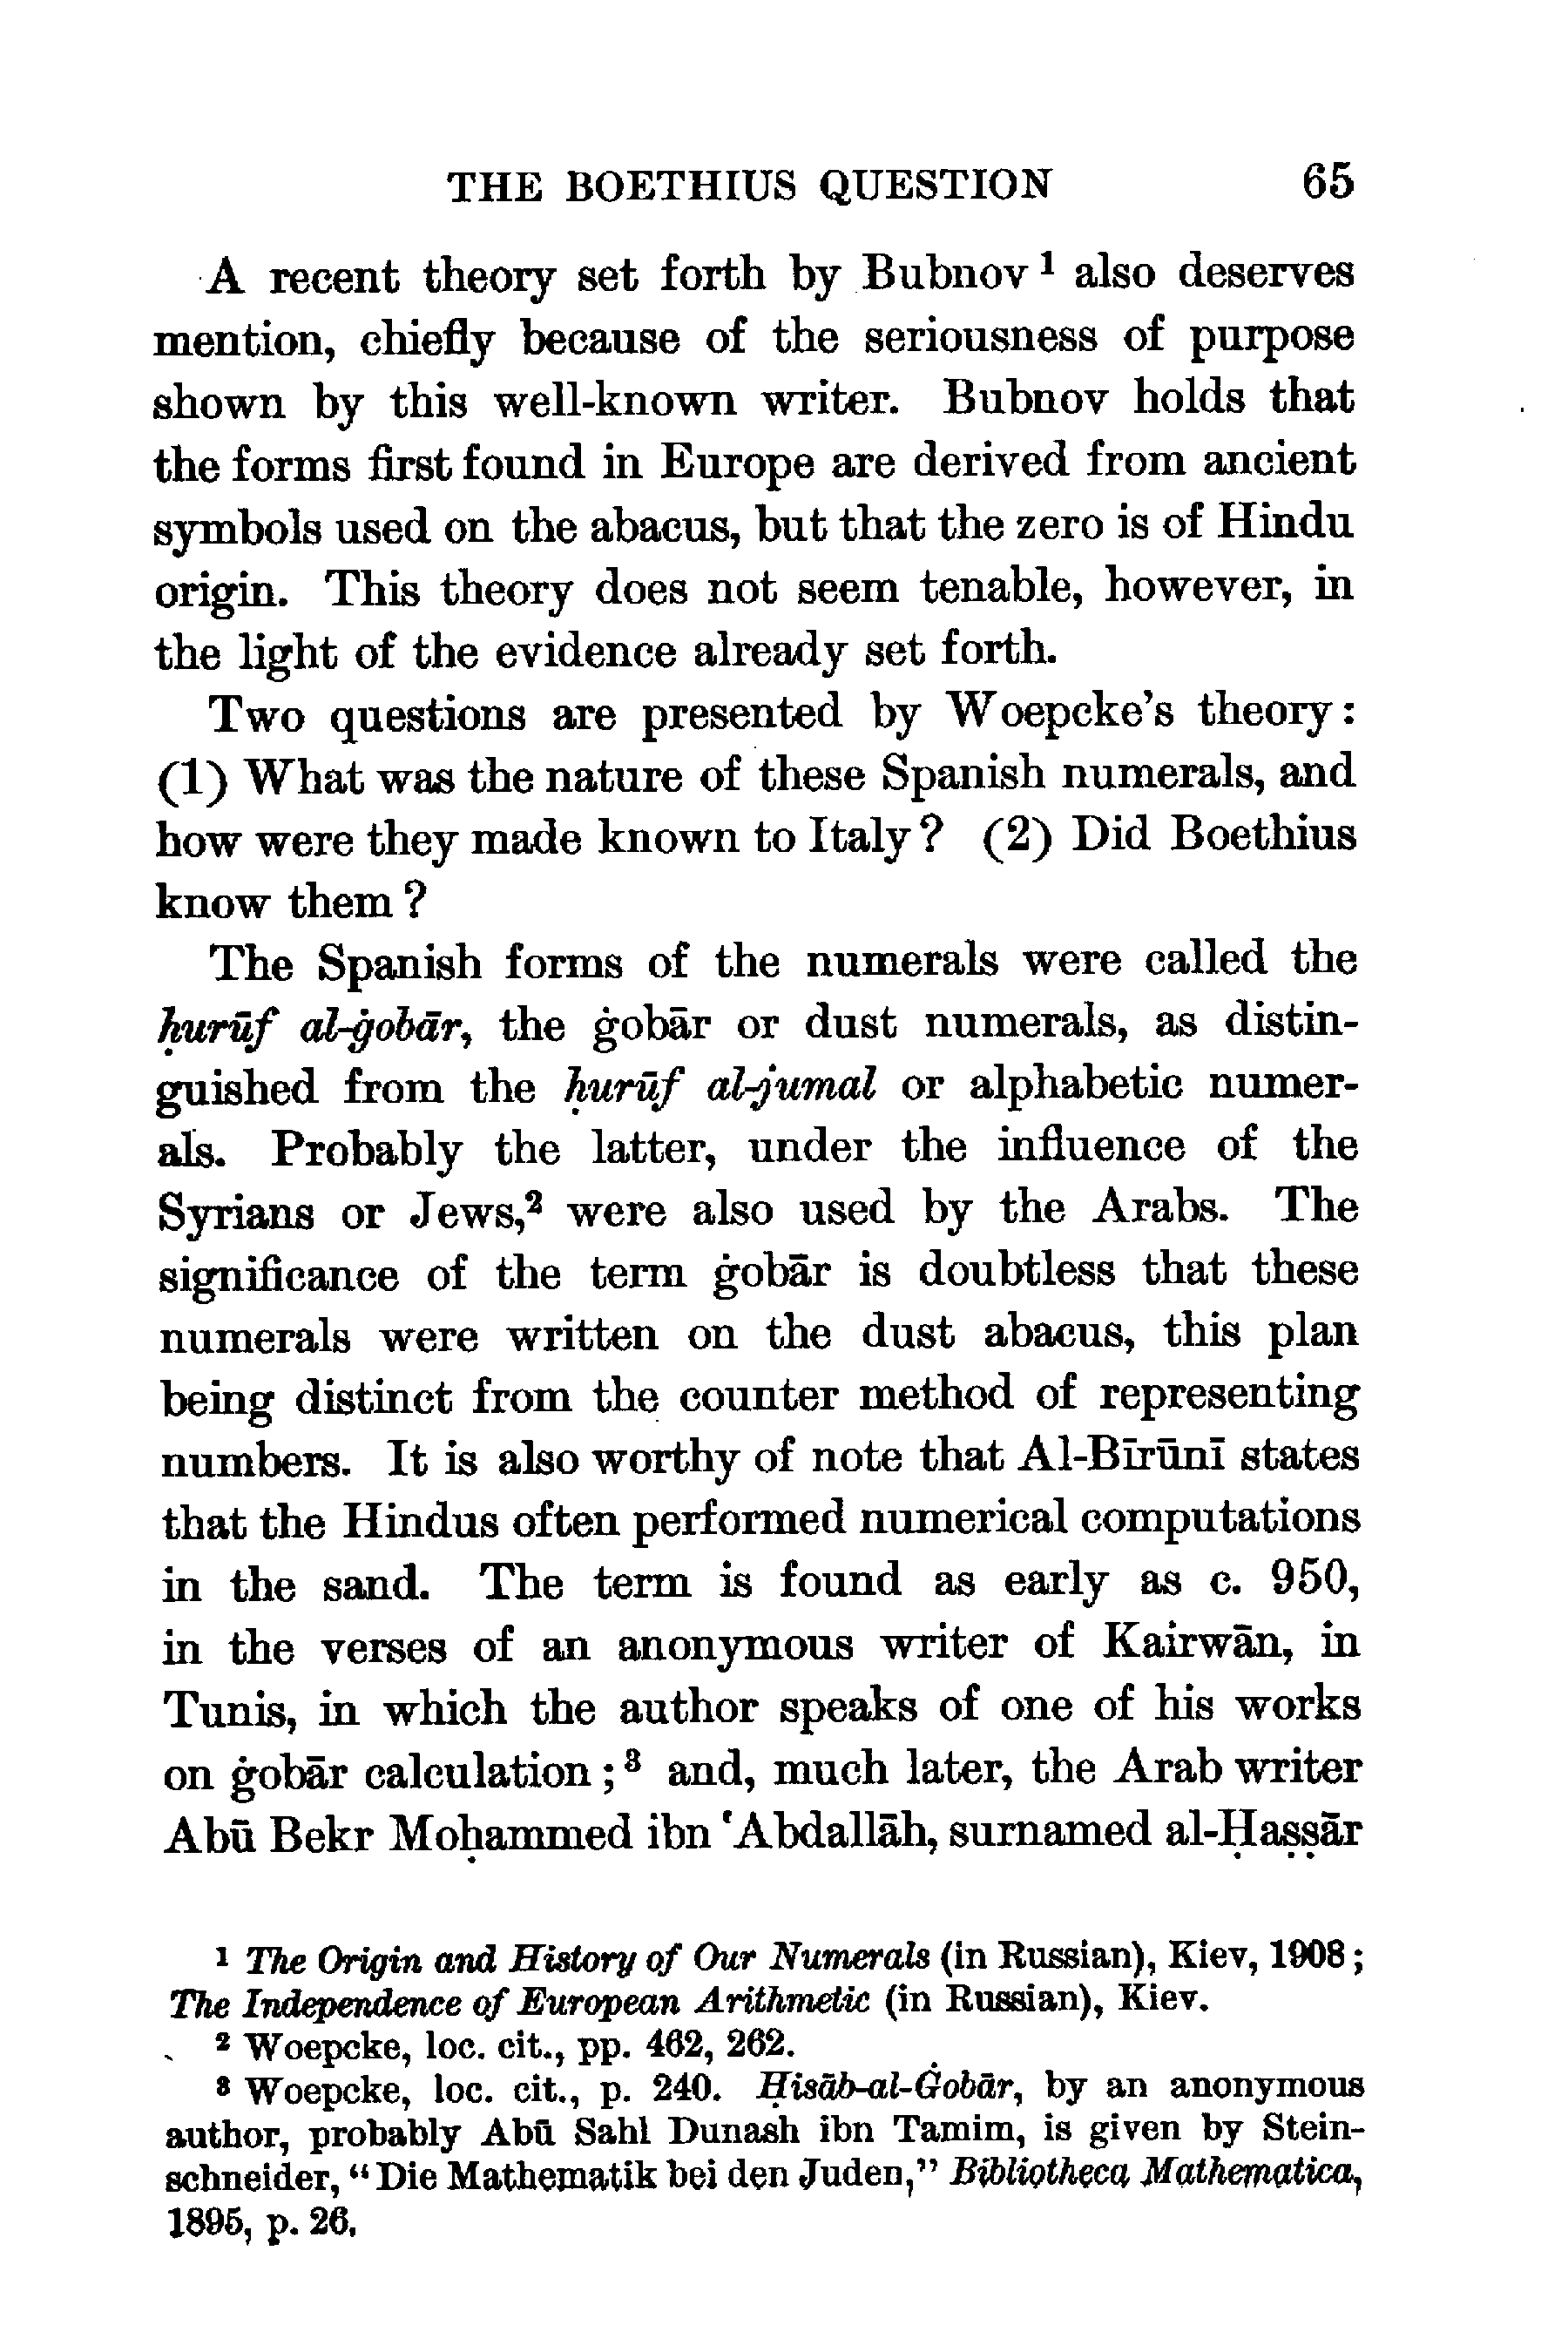 THE BOETHIUS QUESTION 65
A recent theory set forth by Bubnov¹ also deserves
mention, chiefly because of the seriousness of purpose
shown by this well-known writer. Bubnov holds that
the forms first found in Europe are derived from ancient
symbols used on the abacus, but that the zero is of Hindu
origin. This theory does not seem tenable, however, in
the light of the evidence already set forth.
Two questions are presented by Woepcke's theory:
(1) What was the nature of these Spanish numerals, and
how were they made known to Italy? (2) Did Boethius
know them?
The Spanish forms of the numerals were called the
ḥurūf al-ġobār, the ġobār or dust numerals, as distin-
guished from the ḥurūf al-jumal or alphabetic numer-
als. Probably the latter, under the influence of the
Syrians or Jews,² were also used by the Arabs. The
significance of the term ġobār is doubtless that these
numerals were written on the dust abacus, this plan
being distinct from the counter method of representing
numbers. It is also worthy of note that Al-Bīrūnī states
that the Hindus often performed numerical computations
in the sand. The term is found as early as c. 950,
in the verses of an anonymous writer of Kairwān, in
Tunis, in which the author speaks of one of his works
on ġobār calculation;³ and, much later, the Arab writer
Abū Bekr Moḥammed ibn ʿAbdallāh, surnamed al-Ḥaṣṣār
¹ The Origin and History of Our Numerals (in Russian), Kiev, 1908;
The Independence of European Arithmetic (in Russian), Kiev.
² Woepcke, loc. cit., pp. 462, 262.
³ Woepcke, loc. cit., p. 240. Ḥisāb-al-Ġobār, by an anonymous
author, probably Abū Sahl Dunash ibn Tamim, is given by Stein-
schneider, "Die Mathematik bei den Juden," Bibliotheca Mathematica,
1895, p. 26.